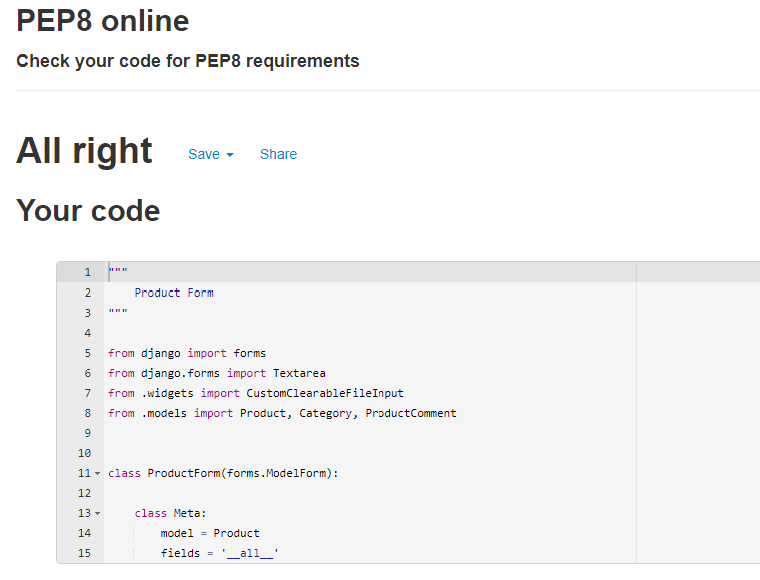 PEP8 online
Check your code for PEP8 requirements
All right Save Share
Your code
1 """
2     Product Form
3 """
4
5 from django import forms
6 from django.forms import Textarea
7 from .widgets import CustomClearableFileInput
8 from .models import Product, Category, ProductComment
9
10
11 class ProductForm(forms.ModelForm):
12
13     class Meta:
14         model = Product
15         fields = '__all__'